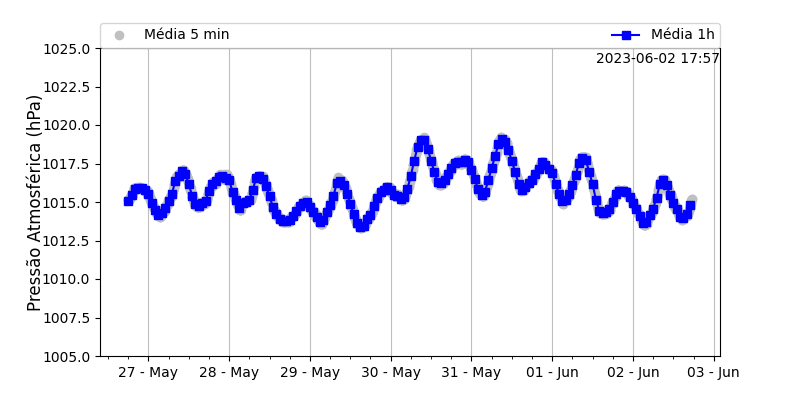 Média 5 min
Média 1h
2023-06-02 17:57
Pressão Atmosférica (hPa)
1025.0
1022.5
1020.0
1017.5
1015.0
1012.5
1010.0
1007.5
1005.0
27 - May
28 - May
29 - May
30 - May
31 - May
01 - Jun
02 - Jun
03 - Jun